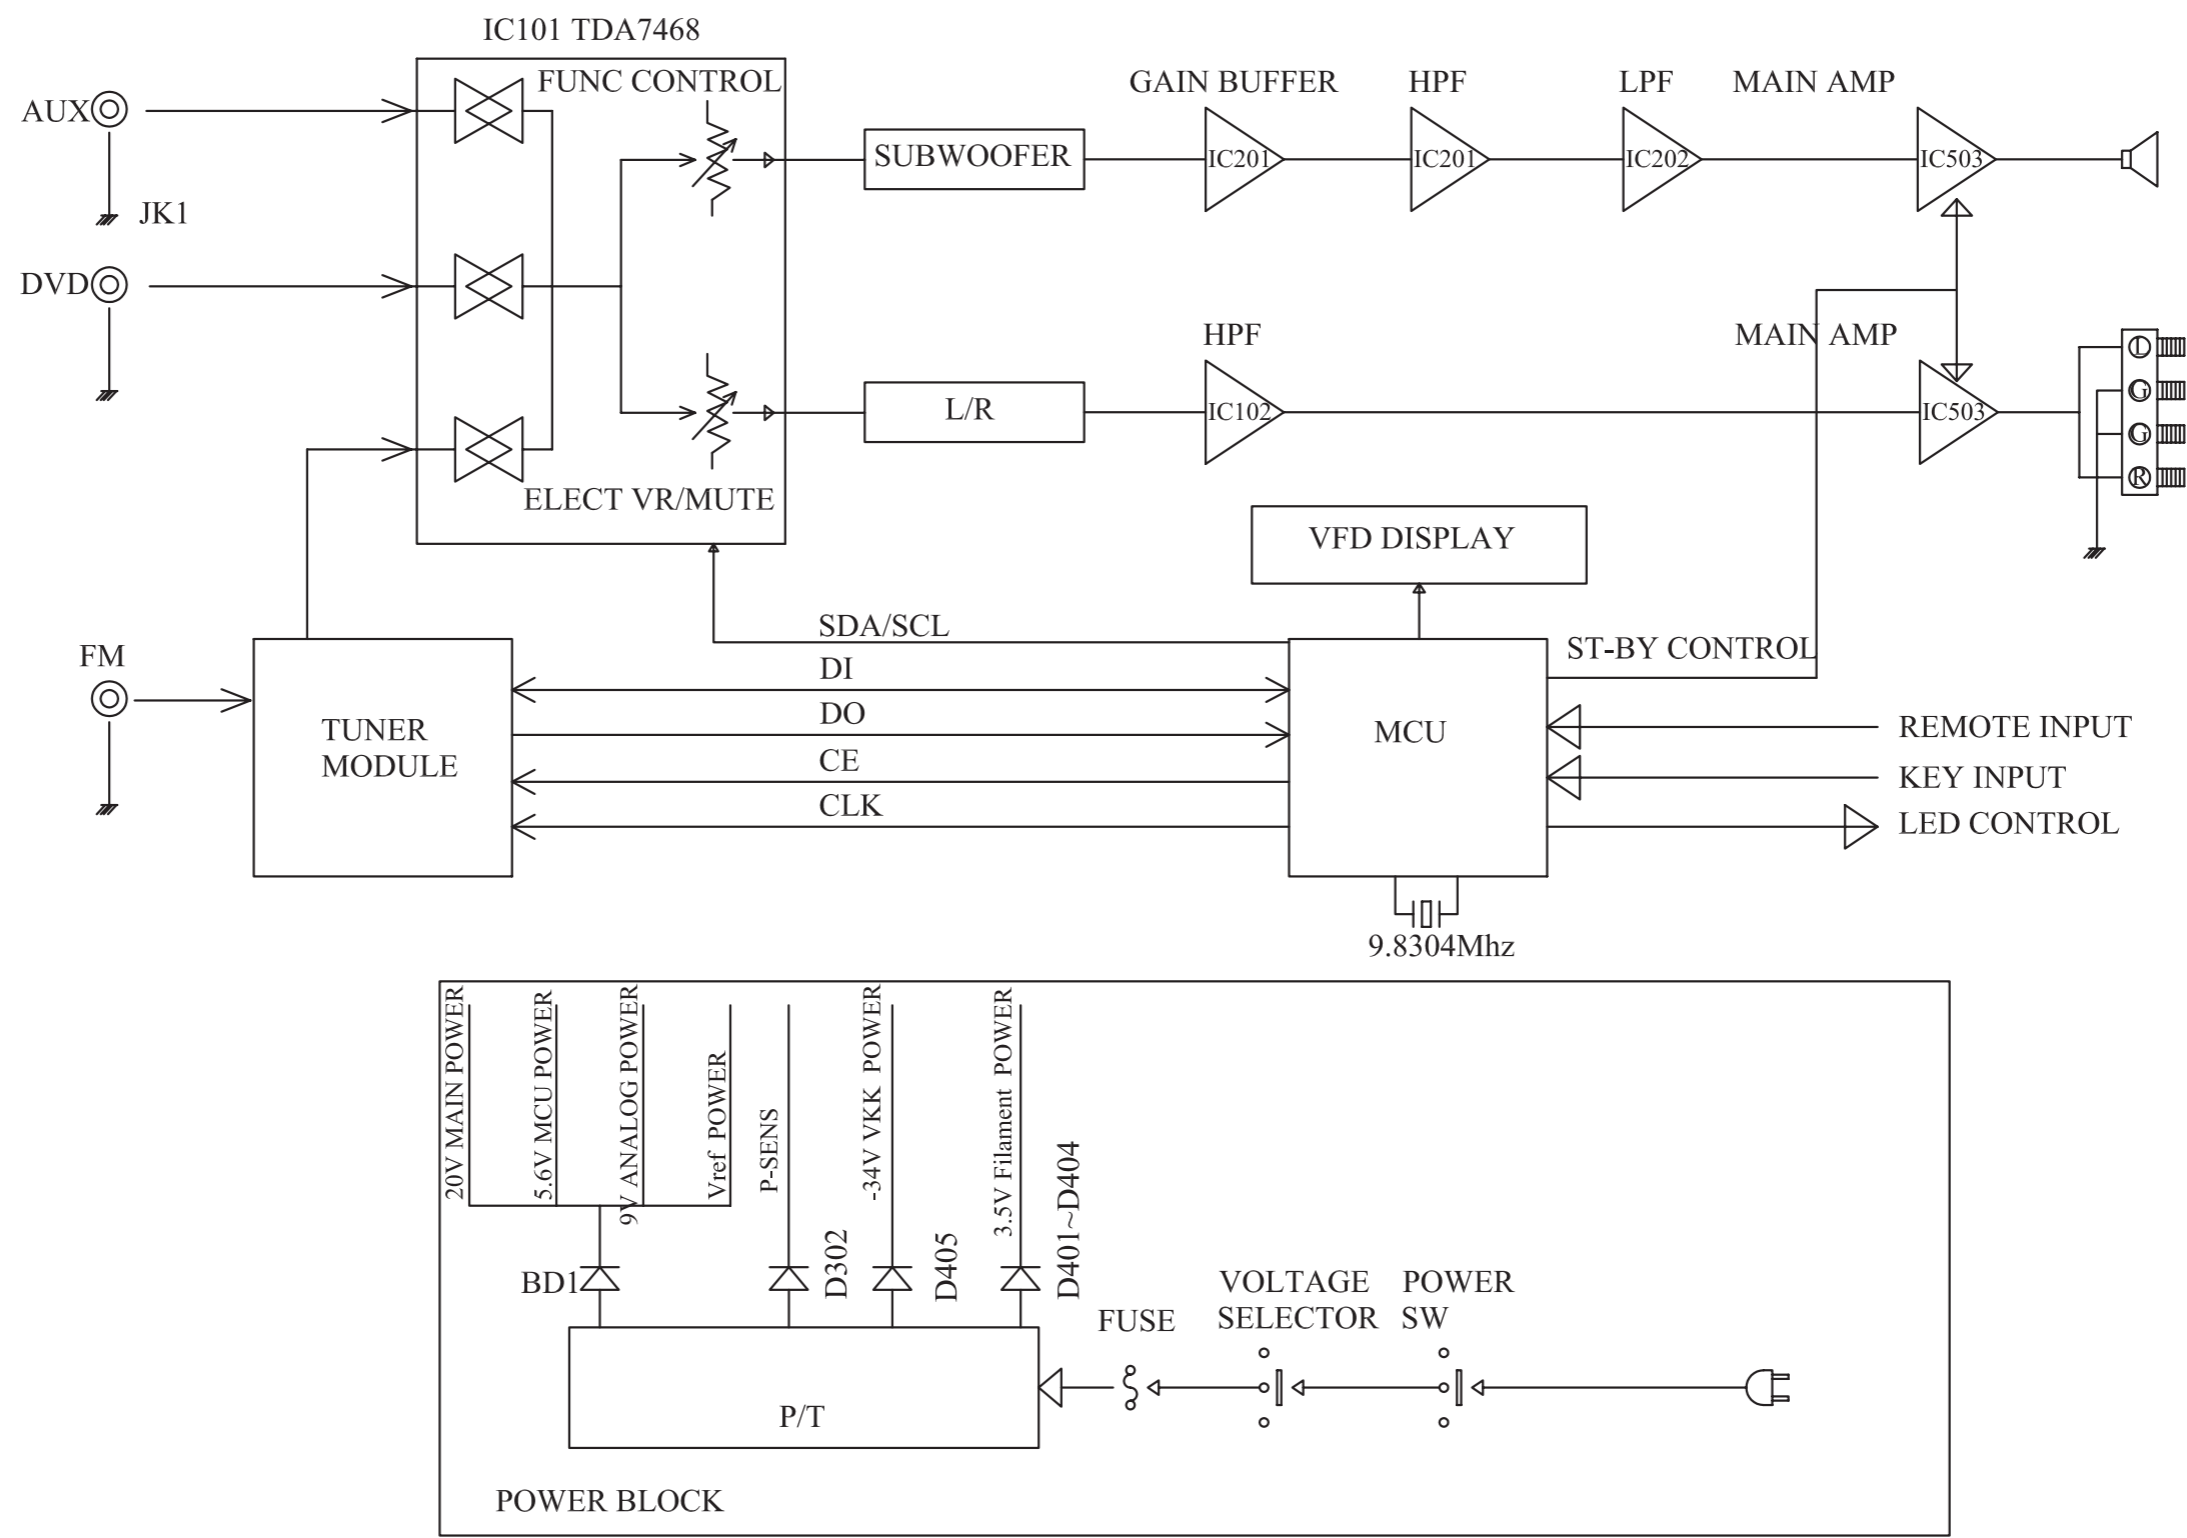 IC101 TDA7468
FUNC CONTROL
GAIN BUFFER
HPF
LPF
MAIN AMP
AUX
SUBWOOFER
IC201
IC201
IC202
IC503
JK1
DVD
HPF
MAIN AMP
L
G
G
R
L/R
IC102
IC503
ELECT VR/MUTE
VFD DISPLAY
SDA/SCL
ST-BY CONTROL
FM
DI
DO
CE
CLK
TUNER
MODULE
MCU
REMOTE INPUT
KEY INPUT
LED CONTROL
9.8304Mhz
20V MAIN POWER
5.6V MCU POWER
9V ANALOG POWER
Vref POWER
P-SENS
-34V VKK POWER
3.5V Filament POWER
BD1
D302
D405
D401~D404
FUSE
VOLTAGE
SELECTOR
POWER
SW
P/T
POWER BLOCK